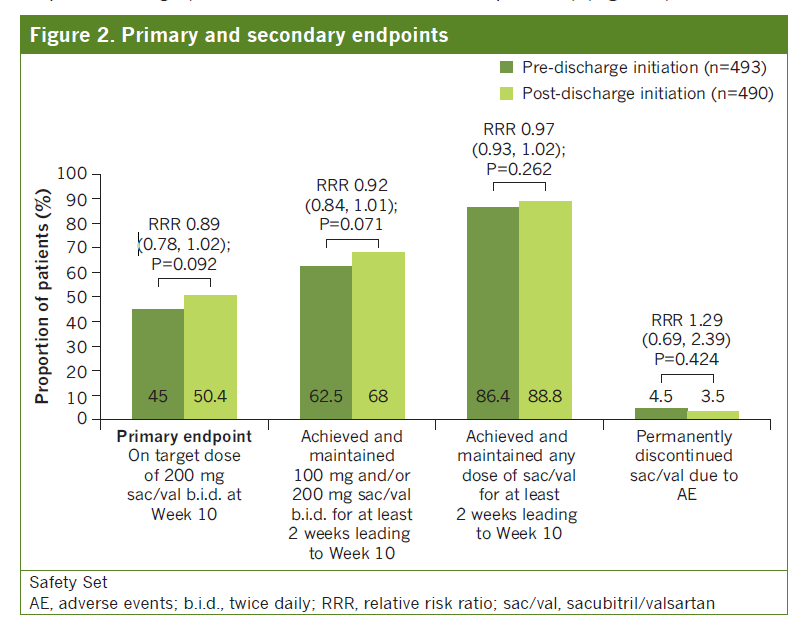 Figure 2. Primary and secondary endpoints
Pre-discharge initiation (n=493)
Post-discharge initiation (n=490)
Proportion of patients (%)
100
90
80
70
60
50
40
30
20
10
0
RRR 0.89
(0.78, 1.02);
P=0.092
45
50.4
Primary endpoint
On target dose
of 200 mg
sac/val b.i.d. at
Week 10
RRR 0.92
(0.84, 1.01);
P=0.071
62.5
68
Achieved and
maintained
100 mg and/or
200 mg sac/val
b.i.d. for at least
2 weeks leading
to Week 10
RRR 0.97
(0.93, 1.02);
P=0.262
86.4
88.8
Achieved and
maintained any
dose of sac/val
for at least
2 weeks leading
to Week 10
RRR 1.29
(0.69, 2.39)
P=0.424
4.5
3.5
Permanently
discontinued
sac/val due to
AE
Safety Set
AE, adverse events; b.i.d., twice daily; RRR, relative risk ratio; sac/val, sacubitril/valsartan